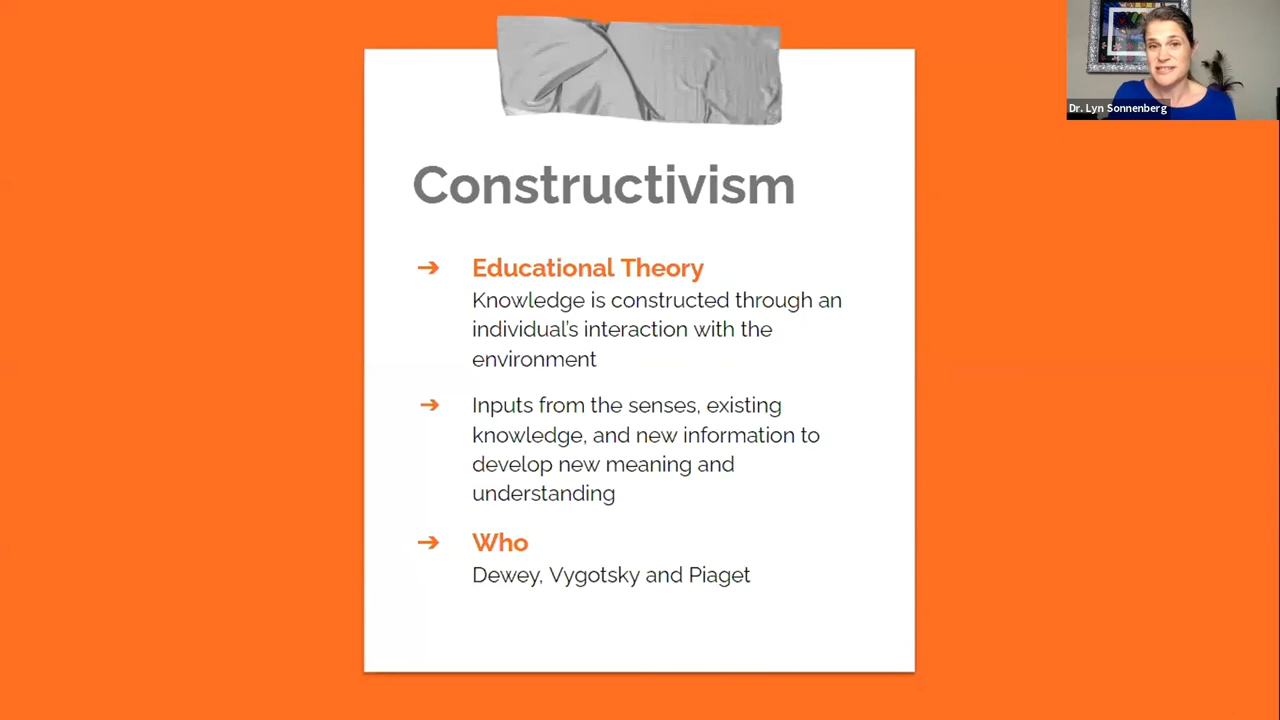 Dr. Lyn Sonnenberg
Constructivism
➔ Educational Theory
Knowledge is constructed through an
individual's interaction with the
environment
➔ Inputs from the senses, existing
knowledge, and new information to
develop new meaning and
understanding
➔ Who
Dewey, Vygotsky and Piaget